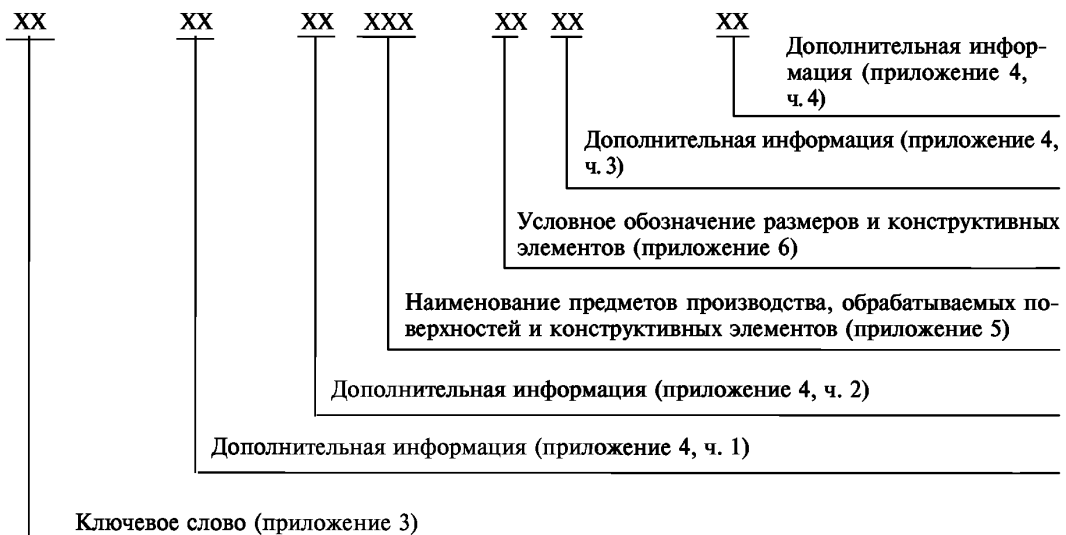 XX XX XX XXX XX XX XX
Дополнительная инфор-
мация (приложение 4,
ч. 4)
Дополнительная информация (приложение 4,
ч. 3)
Условное обозначение размеров и конструктивных
элементов (приложение 6)
Наименование предметов производства, обрабатываемых по-
верхностей и конструктивных элементов (приложение 5)
Дополнительная информация (приложение 4, ч. 2)
Дополнительная информация (приложение 4, ч. 1)
Ключевое слово (приложение 3)